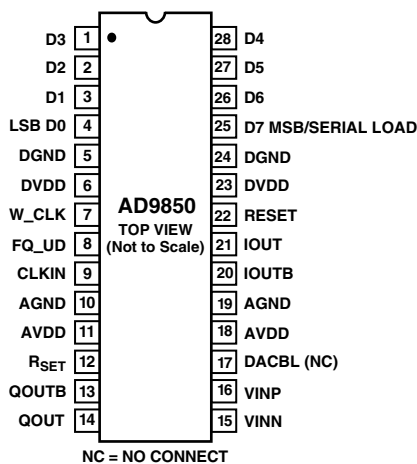 D3 1 28 D4
D2 2 27 D5
D1 3 26 D6
LSB D0 4 25 D7 MSB/SERIAL LOAD
DGND 5 24 DGND
DVDD 6 23 DVDD
W_CLK 7 AD9850 22 RESET
TOP VIEW
FQ_UD 8 (Not to Scale) 21 IOUT
CLKIN 9 20 IOUTB
AGND 10 19 AGND
AVDD 11 18 AVDD
RSET 12 17 DACBL (NC)
QOUTB 13 16 VINP
QOUT 14 15 VINN
NC = NO CONNECT